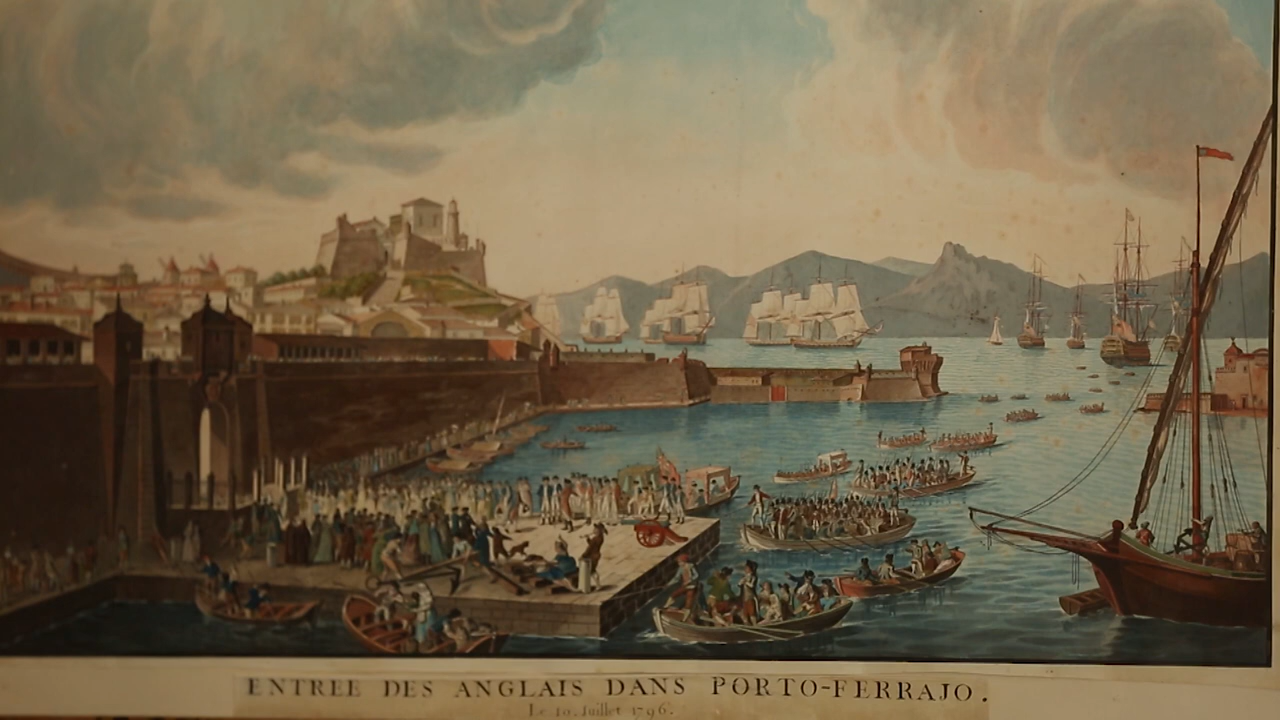 ENTREE DES ANGLAIS DANS PORTO-FERRAJO.
Le 10. Juillet 1796.